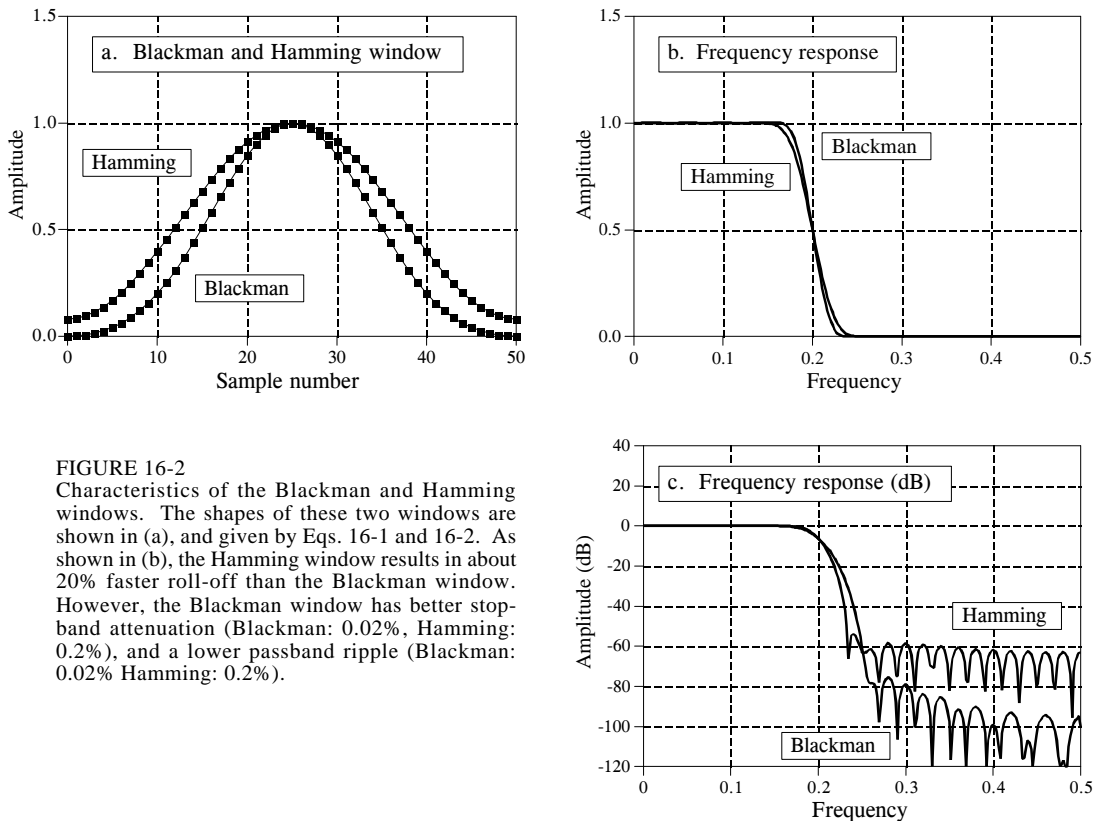 1.5
1.0
0.5
0.0
Amplitude
a. Blackman and Hamming window
Hamming
Blackman
0
10
20
30
40
50
Sample number
1.5
1.0
0.5
1.0
Amplitude
b. Frequency response
Blackman
Hamming
0
0.1
0.2
0.3
0.4
0.5
Frequency
FIGURE 16-2
Characteristics of the Blackman and Hamming
windows. The shapes of these two windows are
shown in (a), and given by Eqs. 16-1 and 16-2. As
shown in (b), the Hamming window results in about
20% faster roll-off than the Blackman window.
However, the Blackman window has better stop-
band attenuation (Blackman: 0.02%, Hamming:
0.2%), and a lower passband ripple (Blackman:
0.02% Hamming: 0.2%).
40
20
0
-20
-40
-60
-80
-100
-120
Amplitude (dB)
c. Frequency response (dB)
Hamming
Blackman
0
0.1
0.2
0.3
0.4
0.5
Frequency